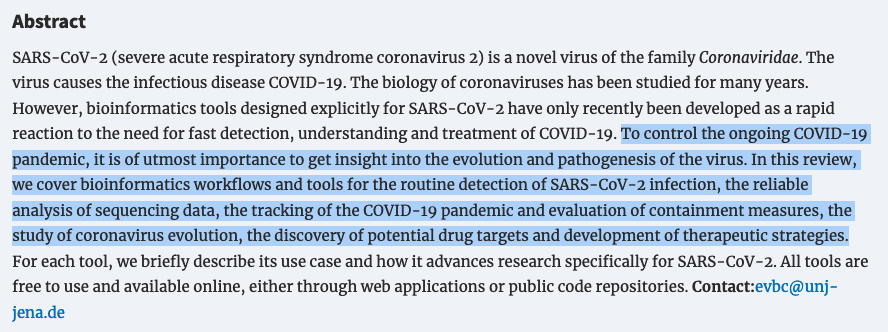 Abstract
SARS-CoV-2 (severe acute respiratory syndrome coronavirus 2) is a novel virus of the family Coronaviridae. The
virus causes the infectious disease COVID-19. The biology of coronaviruses has been studied for many years.
However, bioinformatics tools designed explicitly for SARS-CoV-2 have only recently been developed as a rapid
reaction to the need for fast detection, understanding and treatment of COVID-19. To control the ongoing COVID-19
pandemic, it is of utmost importance to get insight into the evolution and pathogenesis of the virus. In this review,
we cover bioinformatics workflows and tools for the routine detection of SARS-CoV-2 infection, the reliable
analysis of sequencing data, the tracking of the COVID-19 pandemic and evaluation of containment measures, the
study of coronavirus evolution, the discovery of potential drug targets and development of therapeutic strategies.
For each tool, we briefly describe its use case and how it advances research specifically for SARS-CoV-2. All tools are
free to use and available online, either through web applications or public code repositories. Contact:evbc@unj-
jena.de